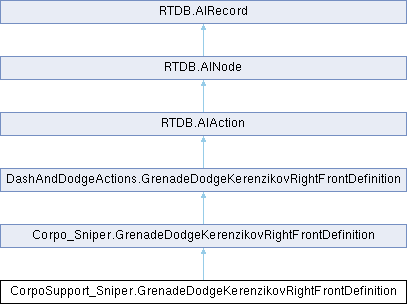 RTDB.AIRecord
RTDB.AINode
RTDB.AIAction
DashAndDodgeActions.GrenadeDodgeKerenzikovRightFrontDefinition
Corpo_Sniper.GrenadeDodgeKerenzikovRightFrontDefinition
CorpoSupport_Sniper.GrenadeDodgeKerenzikovRightFrontDefinition